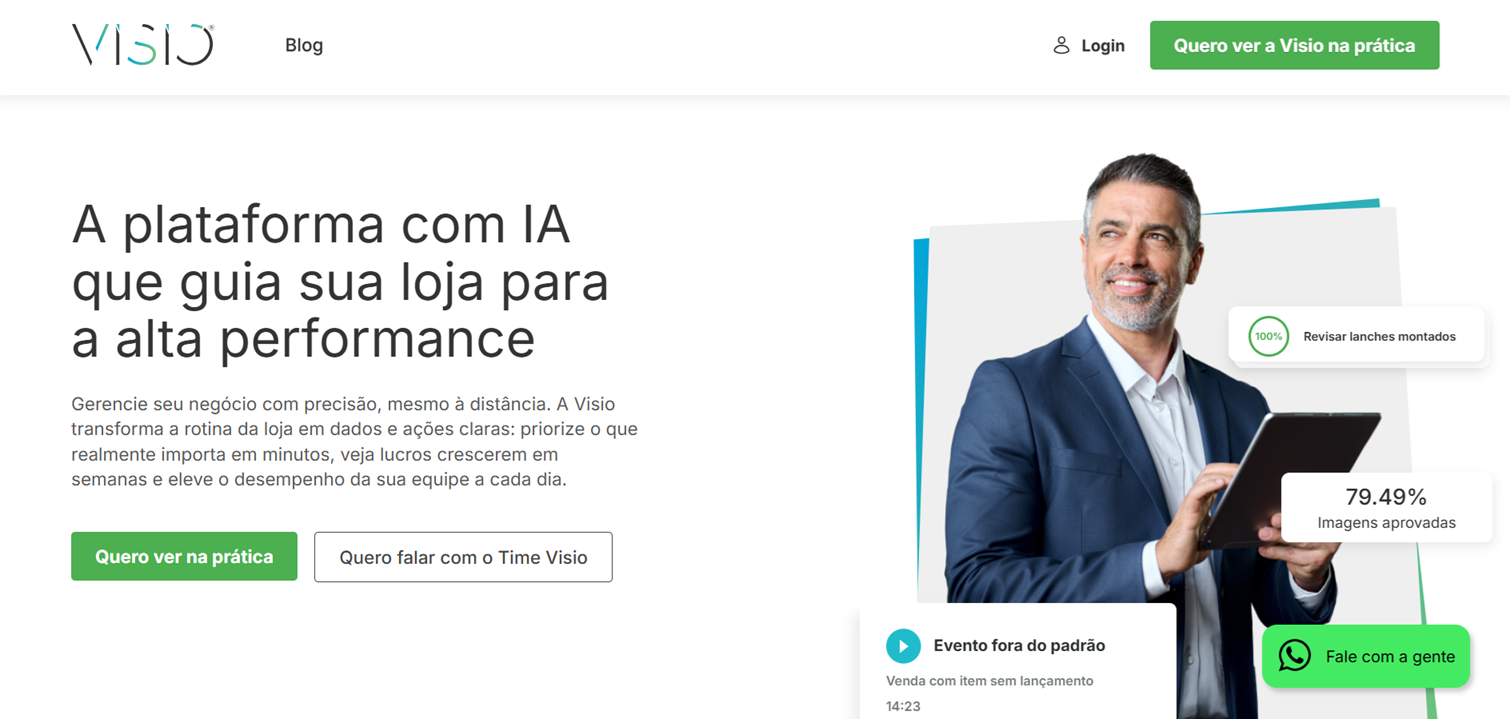 VISIO®
Blog
Login
Quero ver a Visio na prática
A plataforma com IA
que guia sua loja para
a alta performance
Gerencie seu negócio com precisão, mesmo à distância. A Visio
transforma a rotina da loja em dados e ações claras: priorize o que
realmente importa em minutos, veja lucros crescerem em
semanas e eleve o desempenho da sua equipe a cada dia.
Quero ver na prática
Quero falar com o Time Visio
100%
Revisar lanches montados
79.49%
Imagens aprovadas
Evento fora do padrão
Venda com item sem lançamento
14:23
Fale com a gente